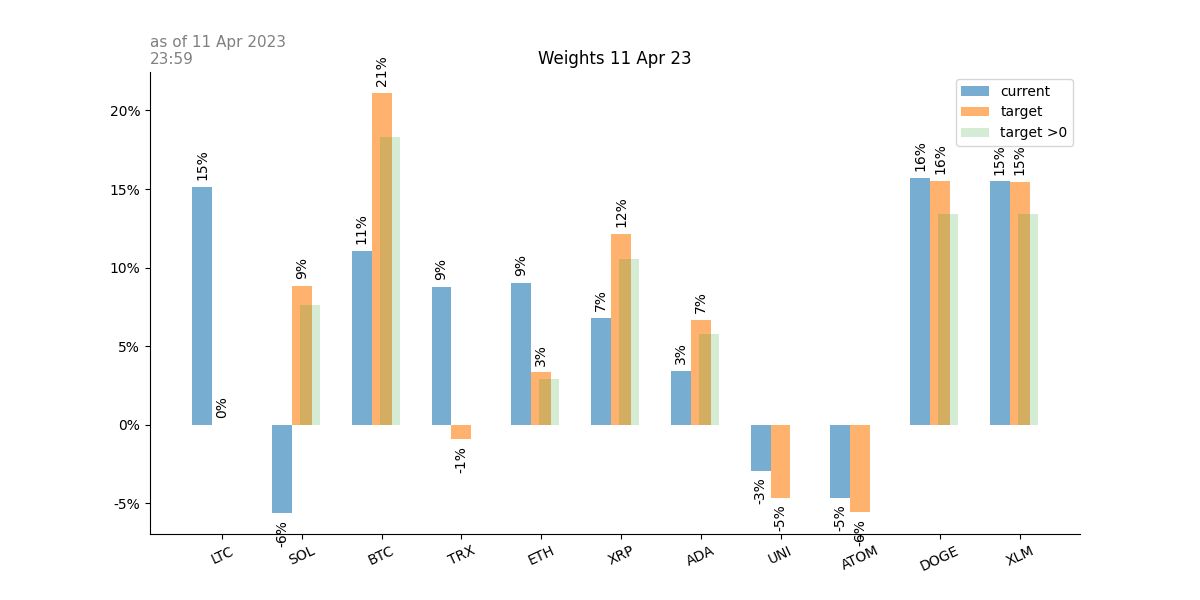 as of 11 Apr 2023
23:59
Weights 11 Apr 23
current
target
target >0
20%
15%
10%
5%
0%
-5%
15%
0%
-6%
9%
11%
21%
9%
-1%
9%
3%
7%
12%
3%
7%
-3%
-5%
-5%
-6%
16%
16%
15%
15%
LTC
SOL
BTC
TRX
ETH
XRP
ADA
UNI
ATOM
DOGE
XLM